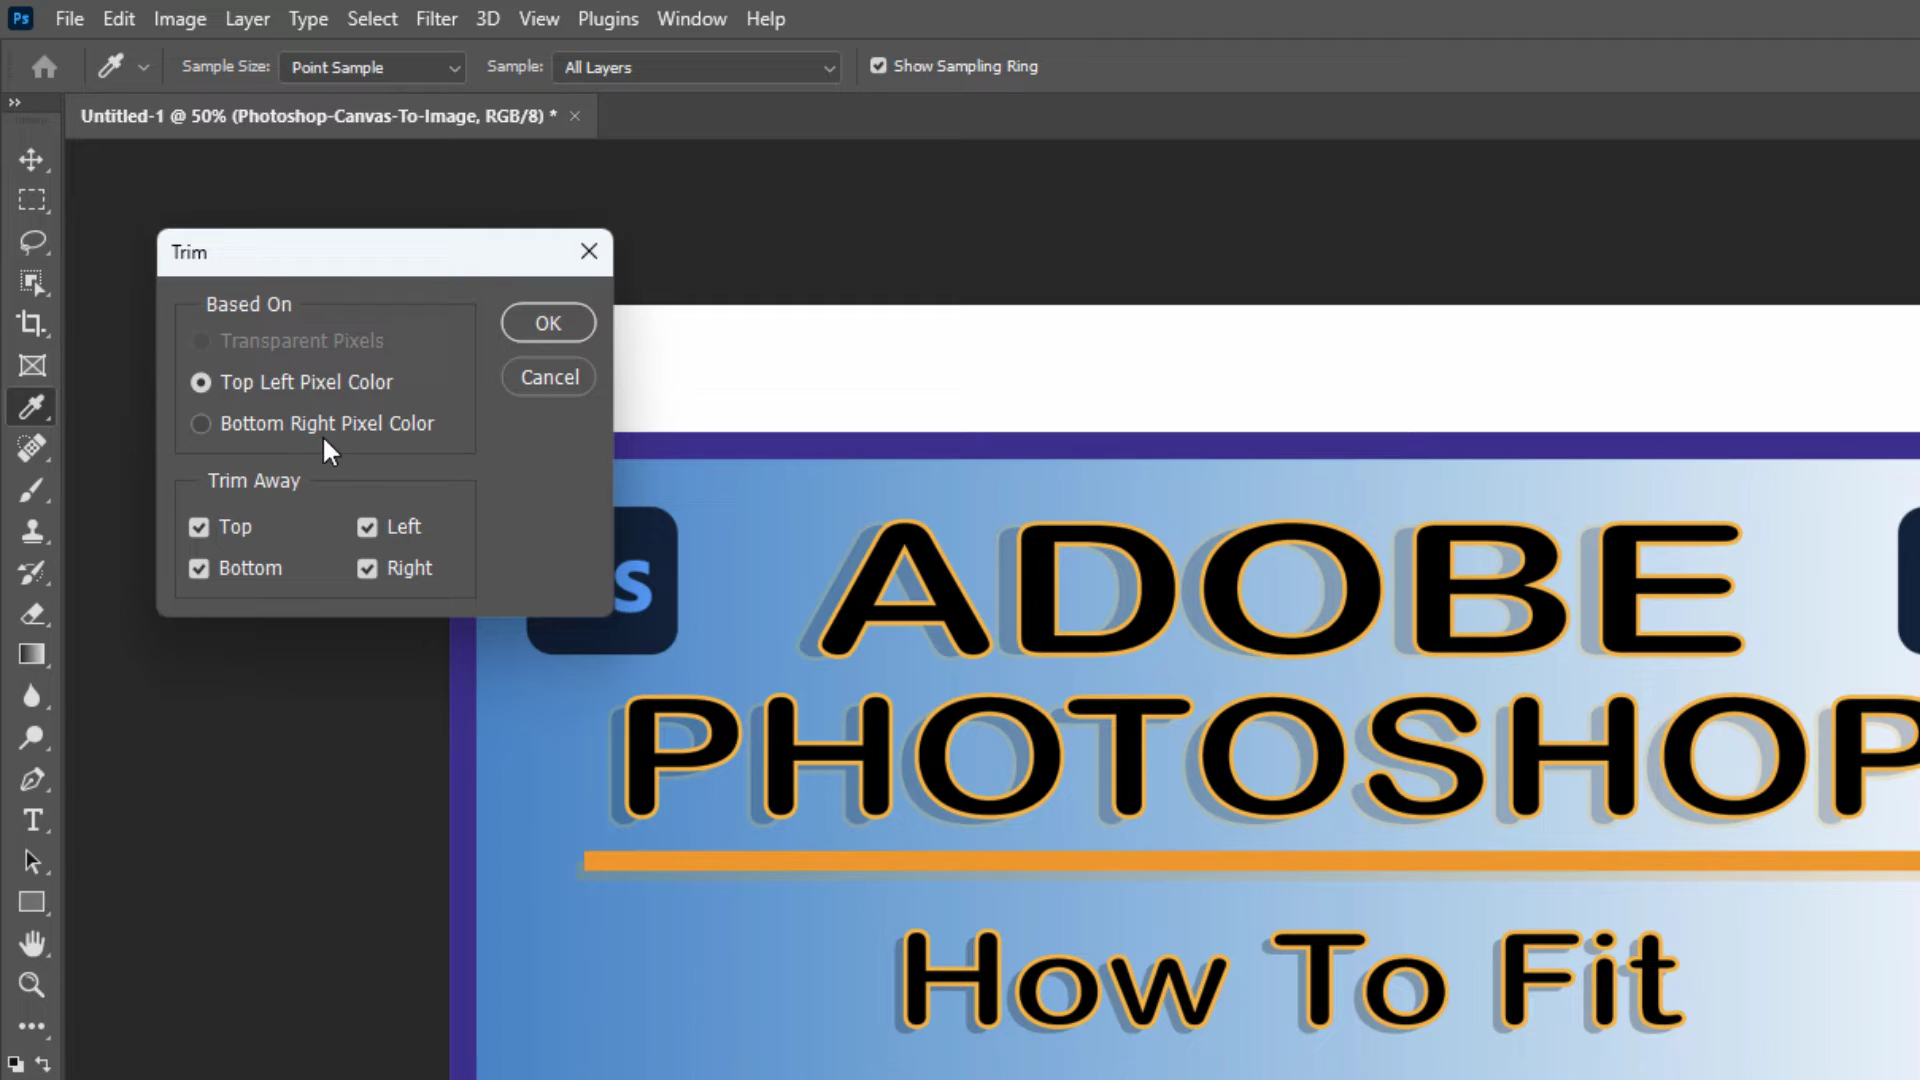 Ps File Edit Image Layer Type Select Filter 3D View Plugins Window Help
Sample Size: Point Sample Sample: All Layers Show Sampling Ring
Untitled-1 @ 50% (Photoshop-Canvas-To-Image, RGB/8) * ×
Trim
Based On
OK
Transparent Pixels
Top Left Pixel Color
Cancel
Bottom Right Pixel Color
Trim Away
Top Left
Bottom Right
s
ADOBE
PHOTOSHOP
How To Fit
T